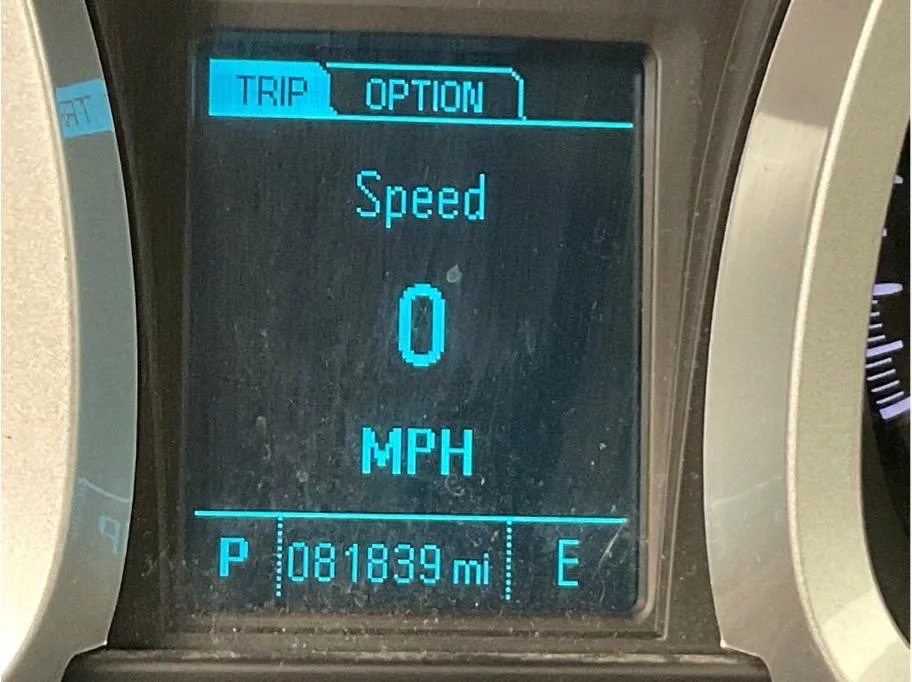 TRIP OPTION
Speed
0
MPH
P 081839 mi E